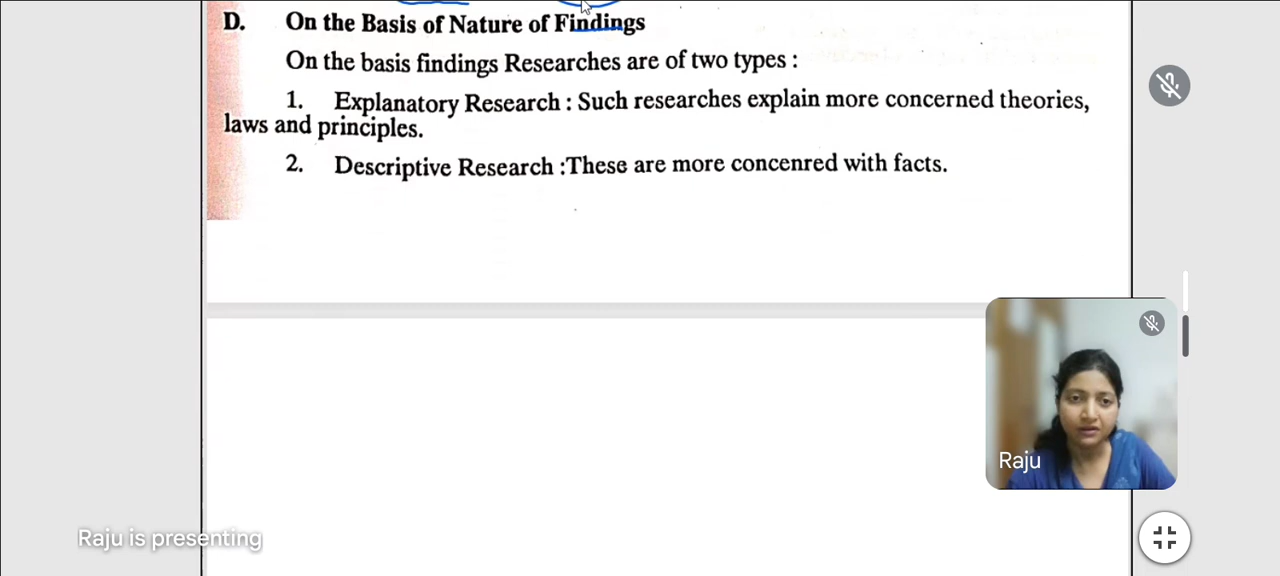 D. On the Basis of Nature of Findings
On the basis findings Researches are of two types :
1. Explanatory Research : Such researches explain more concerned theories,
laws and principles.
2. Descriptive Research :These are more concenred with facts.
Raju
Raju is presenting